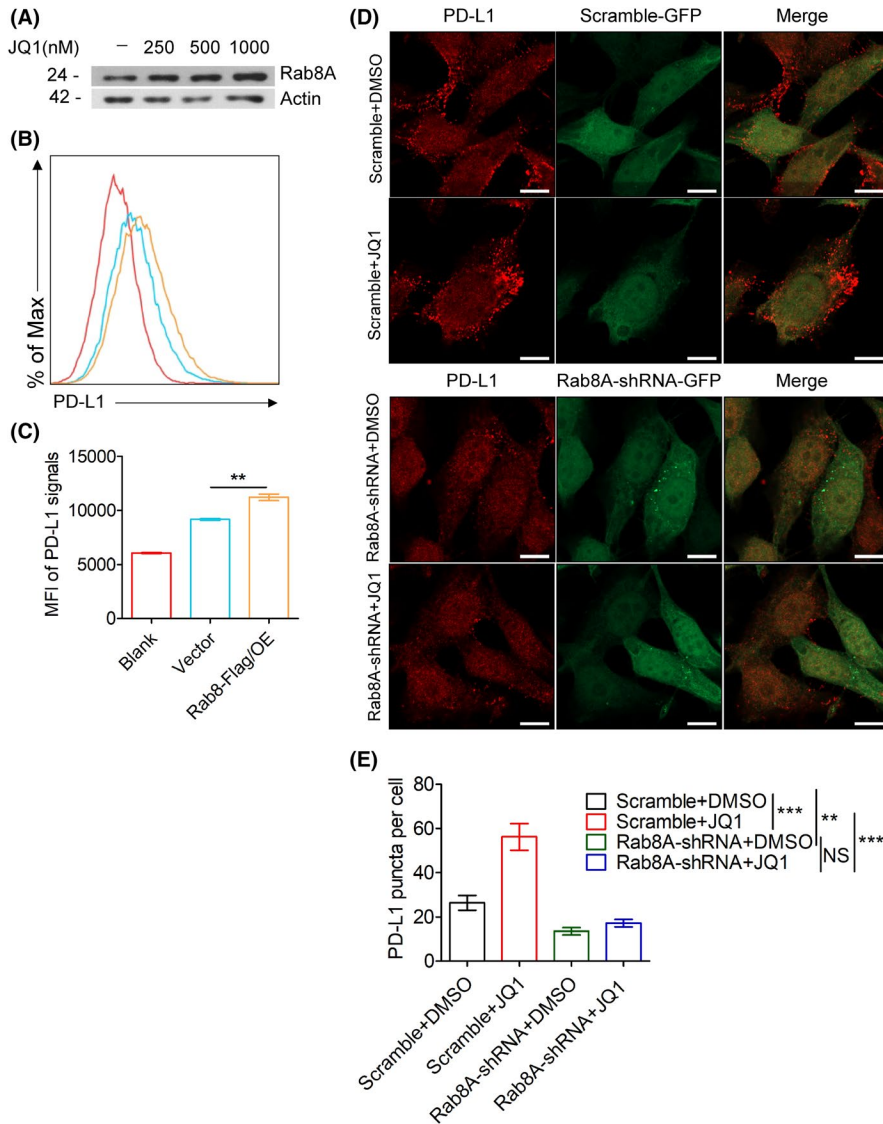 (A)
JQ1(nM) – 250 500 1000
24 - Rab8A
42 - Actin
(B)
% of Max
PD-L1
(C)
MFI of PD-L1 signals
15000
10000
5000
0
**
Blank
Vector
Rab8-Flag/OE
(D)
PD-L1 Scramble-GFP Merge
Scramble+DMSO
Scramble+JQ1
PD-L1 Rab8A-shRNA-GFP Merge
Rab8A-shRNA+DMSO
Rab8A-shRNA+JQ1
(E)
PD-L1 puncta per cell
80
60
40
20
0
Scramble+DMSO
Scramble+JQ1
Rab8A-shRNA+DMSO
Rab8A-shRNA+JQ1
***
**
NS
***
Scramble+DMSO
Scramble+JQ1
Rab8A-shRNA+DMSO
Rab8A-shRNA+JQ1